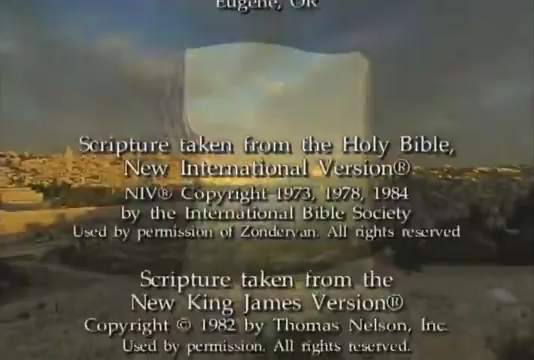 Eugene, OR
Scripture taken from the Holy Bible,
New International Version®
NIV® Copyright 1973, 1978, 1984
by the International Bible Society
Used by permission of Zondervan. All rights reserved
Scripture taken from the
New King James Version®
Copyright © 1982 by Thomas Nelson, Inc.
Used by permission. All rights reserved.